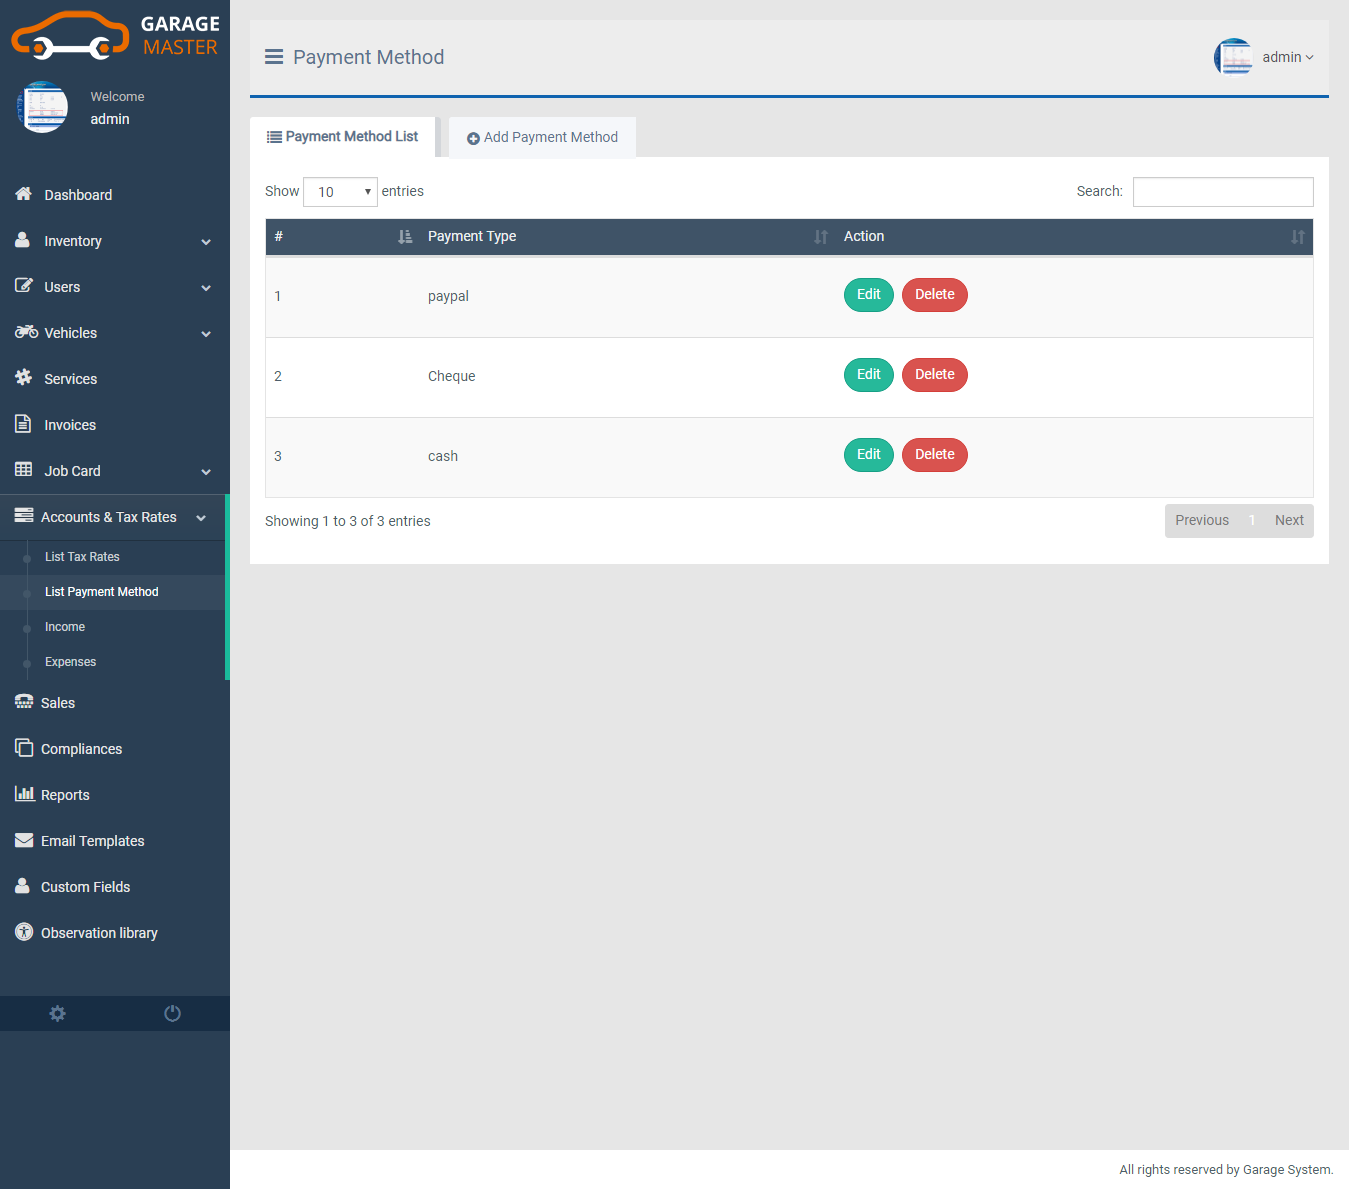 GARAGE
MASTER
Welcome
admin
Dashboard
Inventory
Users
Vehicles
Services
Invoices
Job Card
Accounts & Tax Rates
List Tax Rates
List Payment Method
Income
Expenses
Sales
Compliances
Reports
Email Templates
Custom Fields
Observation library
Payment Method
admin
Payment Method List
Add Payment Method
Show 10 entries
Search:
# Payment Type Action
1 paypal Edit Delete
2 Cheque Edit Delete
3 cash Edit Delete
Showing 1 to 3 of 3 entries
Previous 1 Next
All rights reserved by Garage System.